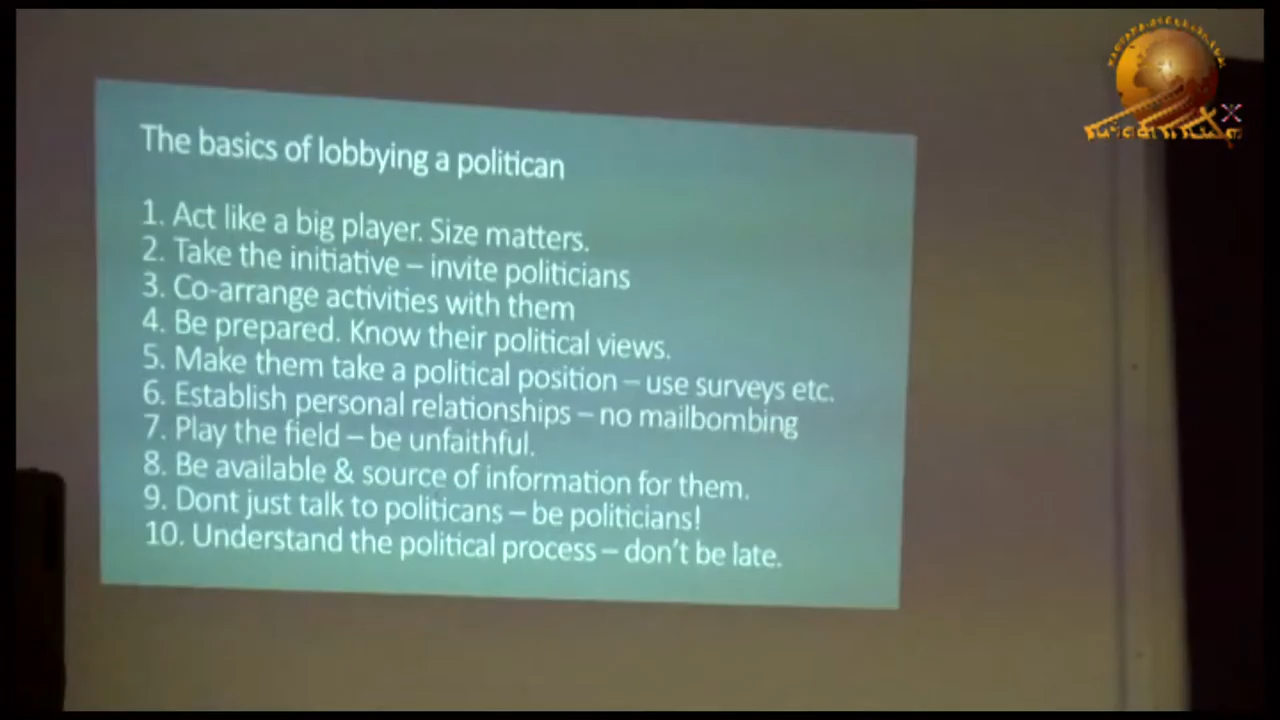 The basics of lobbying a politican
1. Act like a big player. Size matters.
2. Take the initiative – invite politicians
3. Co-arrange activities with them
4. Be prepared. Know their political views.
5. Make them take a political position – use surveys etc.
6. Establish personal relationships – no mailbombing
7. Play the field – be unfaithful.
8. Be available & source of information for them.
9. Dont just talk to politicans – be politicians!
10. Understand the political process – don't be late.